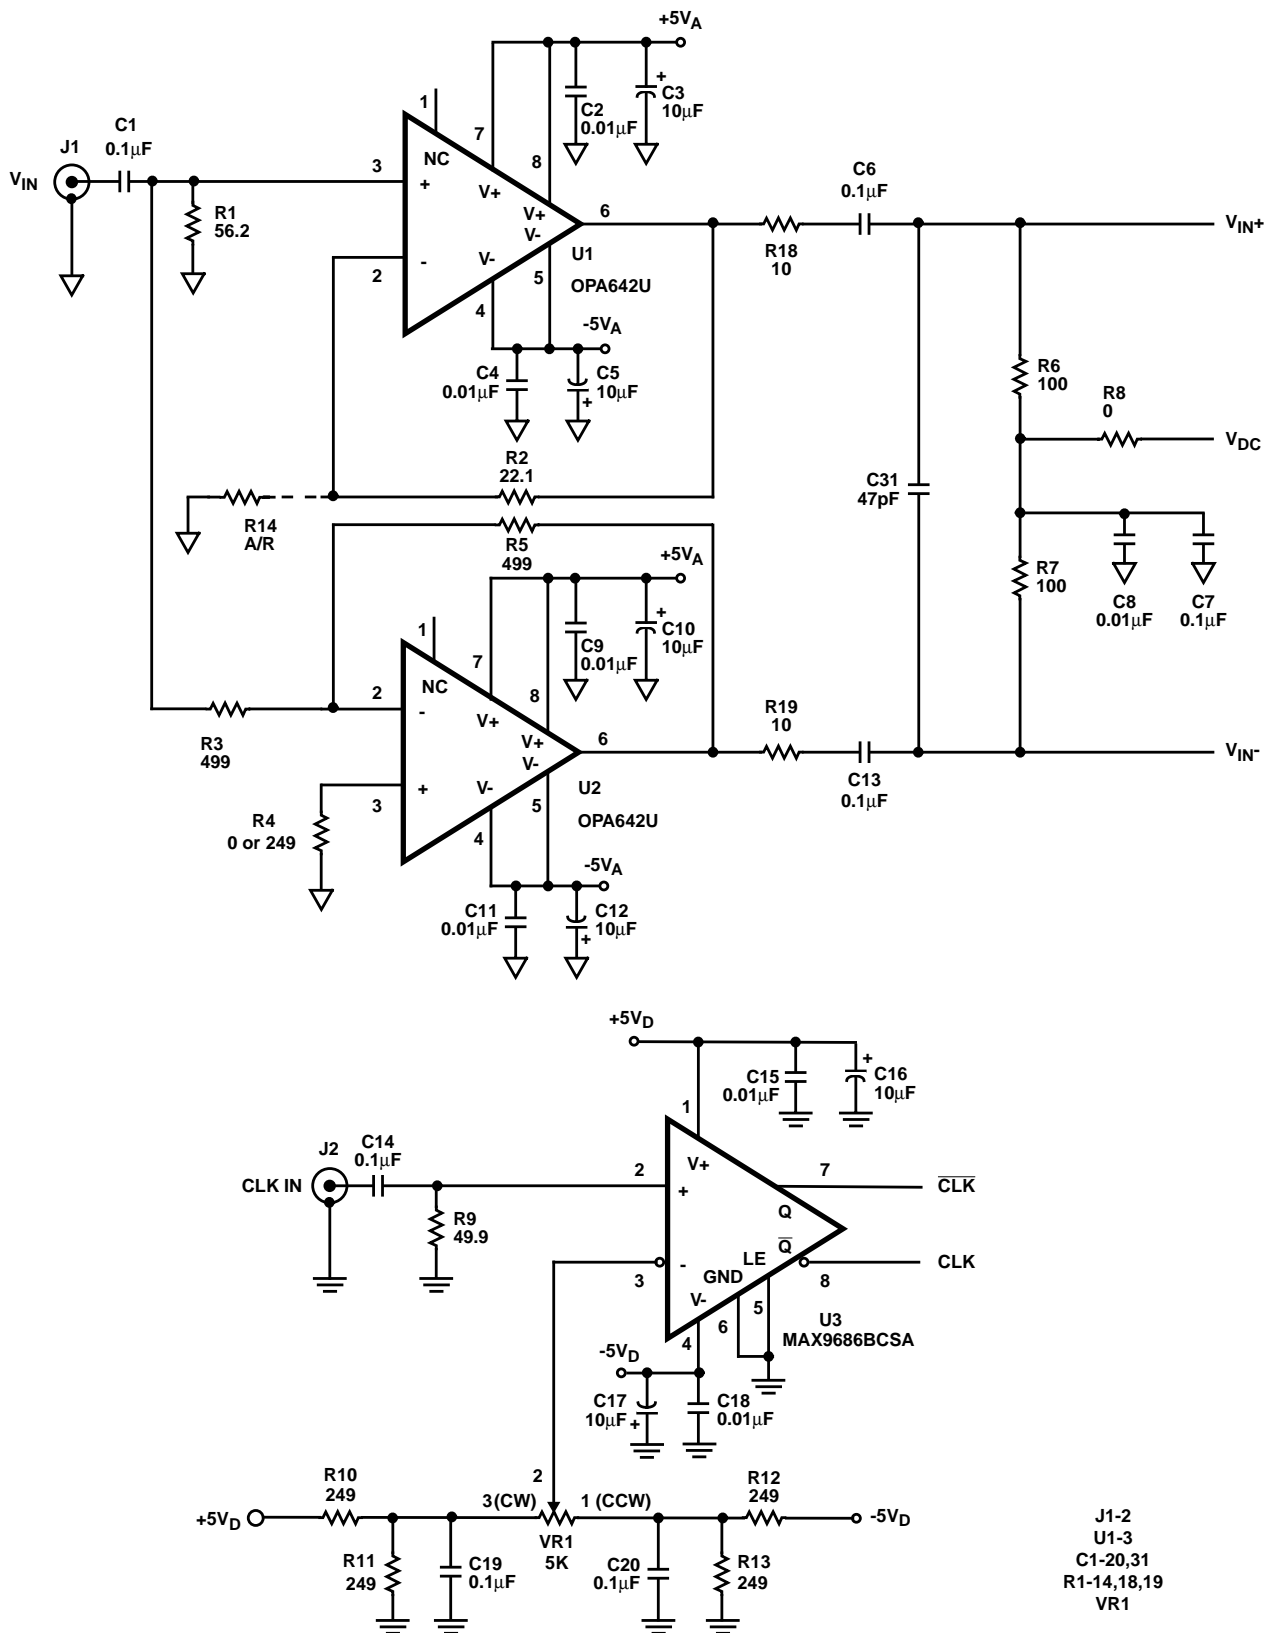 +5VA
C2
0.01µF
C3
10µF
+
1
7
8
NC
V+
V+
V-
V-
C1
0.1µF
J1
VIN
3
+
R1
56.2
2
-
6
U1
OPA642U
5
4
-5VA
C4
0.01µF
C5
10µF
+
R18
10
C6
0.1µF
VIN+
R6
100
R8
0
VDC
C31
47pF
R7
100
C8
0.01µF
C7
0.1µF
R2
22.1
R14
A/R
R5
499
+5VA
C9
0.01µF
C10
10µF
+
1
7
8
NC
V+
V+
V-
V-
R3
499
2
-
3
+
R4
0 or 249
6
U2
OPA642U
5
4
-5VA
C11
0.01µF
C12
10µF
+
R19
10
C13
0.1µF
VIN-
+5VD
C15
0.01µF
C16
10µF
+
1
V+
J2
CLK IN
C14
0.1µF
R9
49.9
2
+
3
-
7
CLK
Q
Q
8
CLK
LE
GND
V-
5
6
4
U3
MAX9686BCSA
-5VD
C17
10µF
+
C18
0.01µF
2
+5VD
R10
249
3(CW)
1 (CCW)
R12
249
-5VD
R11
249
C19
0.1µF
VR1
5K
C20
0.1µF
R13
249
J1-2
U1-3
C1-20,31
R1-14,18,19
VR1